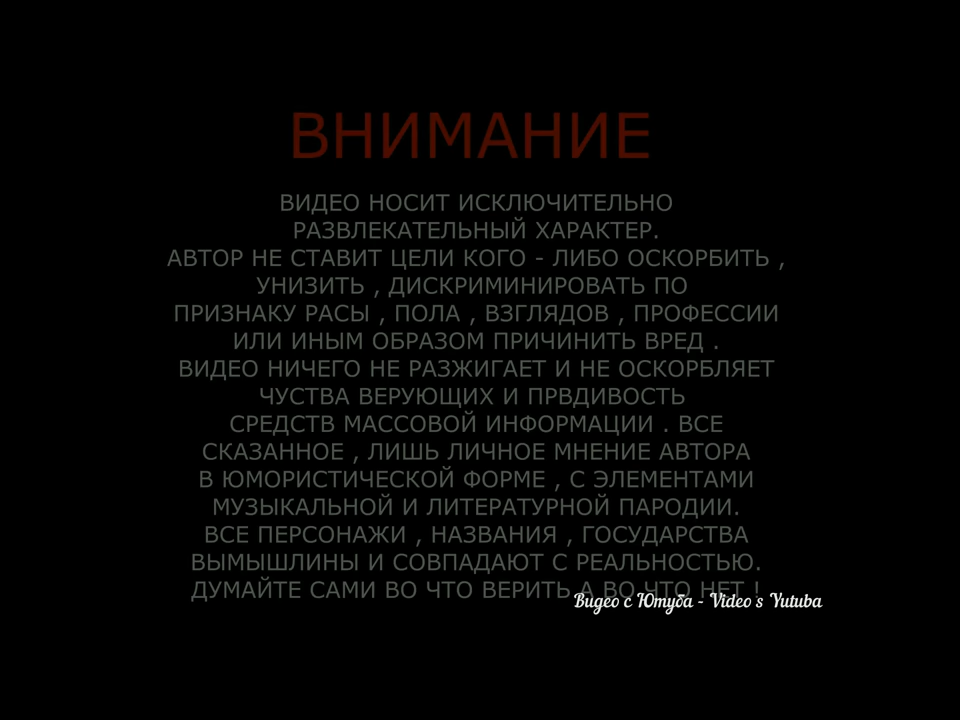 ВНИМАНИЕ
ВИДЕО НОСИТ ИСКЛЮЧИТЕЛЬНО
РАЗВЛЕКАТЕЛЬНЫЙ ХАРАКТЕР.
АВТОР НЕ СТАВИТ ЦЕЛИ КОГО - ЛИБО ОСКОРБИТЬ ,
УНИЗИТЬ , ДИСКРИМИНИРОВАТЬ ПО
ПРИЗНАКУ РАСЫ , ПОЛА , ВЗГЛЯДОВ , ПРОФЕССИИ
ИЛИ ИНЫМ ОБРАЗОМ ПРИЧИНИТЬ ВРЕД .
ВИДЕО НИЧЕГО НЕ РАЗЖИГАЕТ И НЕ ОСКОРБЛЯЕТ
ЧУСТВА ВЕРУЮЩИХ И ПРВДИВОСТЬ
СРЕДСТВ МАССОВОЙ ИНФОРМАЦИИ . ВСЕ
СКАЗАННОЕ , ЛИШЬ ЛИЧНОЕ МНЕНИЕ АВТОРА
В ЮМОРИСТИЧЕСКОЙ ФОРМЕ , С ЭЛЕМЕНТАМИ
МУЗЫКАЛЬНОЙ И ЛИТЕРАТУРНОЙ ПАРОДИИ.
ВСЕ ПЕРСОНАЖИ , НАЗВАНИЯ , ГОСУДАРСТВА
ВЫМЫШЛИНЫ И СОВПАДАЮТ С РЕАЛЬНОСТЬЮ.
ДУМАЙТЕ САМИ ВО ЧТО ВЕРИТЬ А ВО ЧТО НЕТ !
Видео с Ютуба - Video s Yutuba